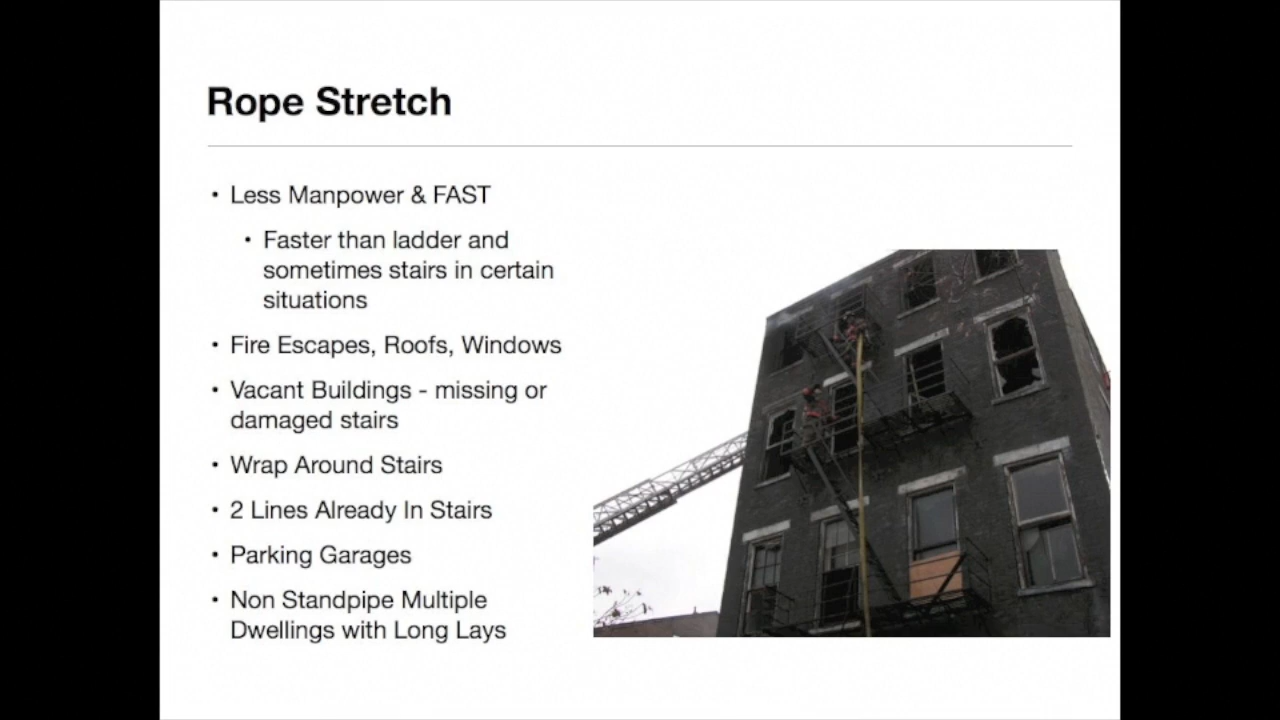 Rope Stretch
• Less Manpower & FAST
• Faster than ladder and
sometimes stairs in certain
situations
• Fire Escapes, Roofs, Windows
• Vacant Buildings - missing or
damaged stairs
• Wrap Around Stairs
• 2 Lines Already In Stairs
• Parking Garages
• Non Standpipe Multiple
Dwellings with Long Lays